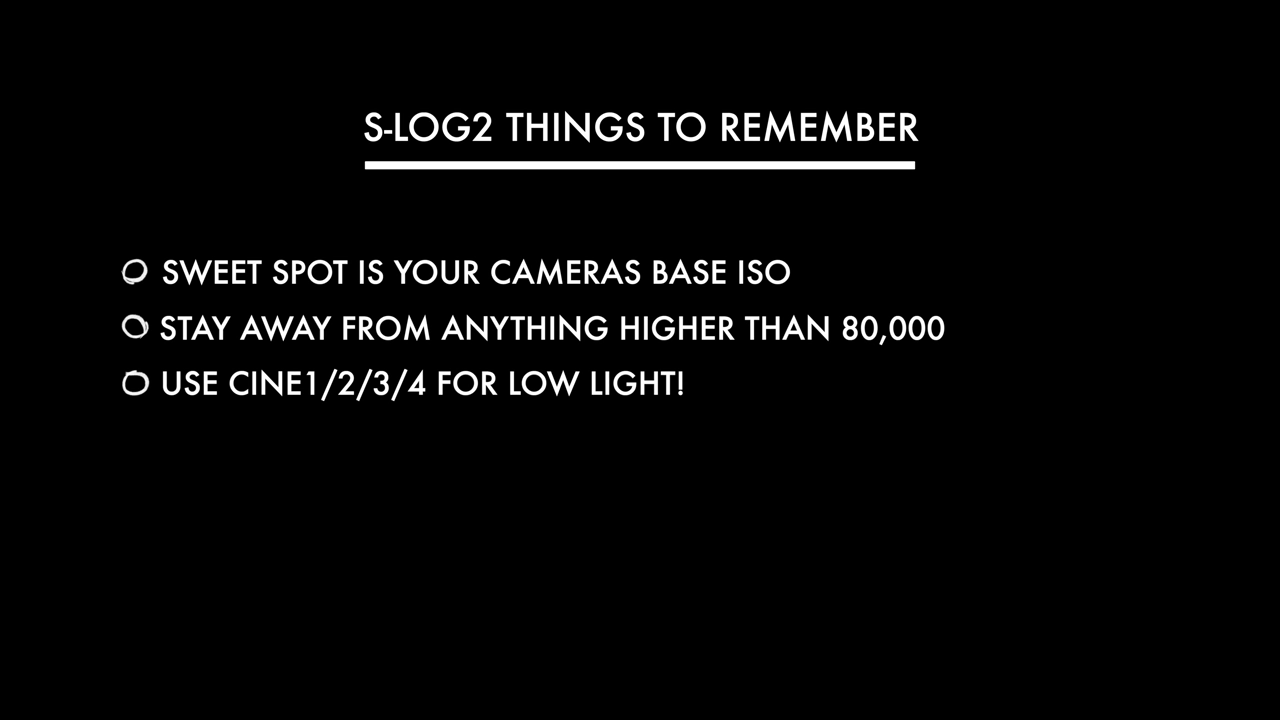 S-LOG2 THINGS TO REMEMBER
SWEET SPOT IS YOUR CAMERAS BASE ISO
STAY AWAY FROM ANYTHING HIGHER THAN 80,000
USE CINE1/2/3/4 FOR LOW LIGHT!